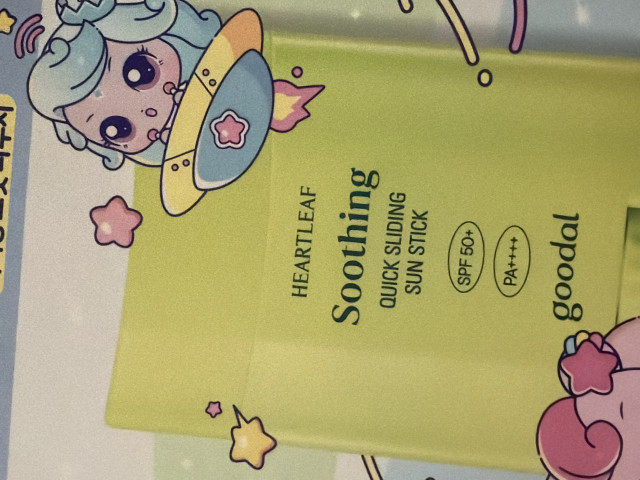 HEARTLEAF
Soothing
QUICK SLIDING
SUN STICK
SPF 50+
PA++++
goodal